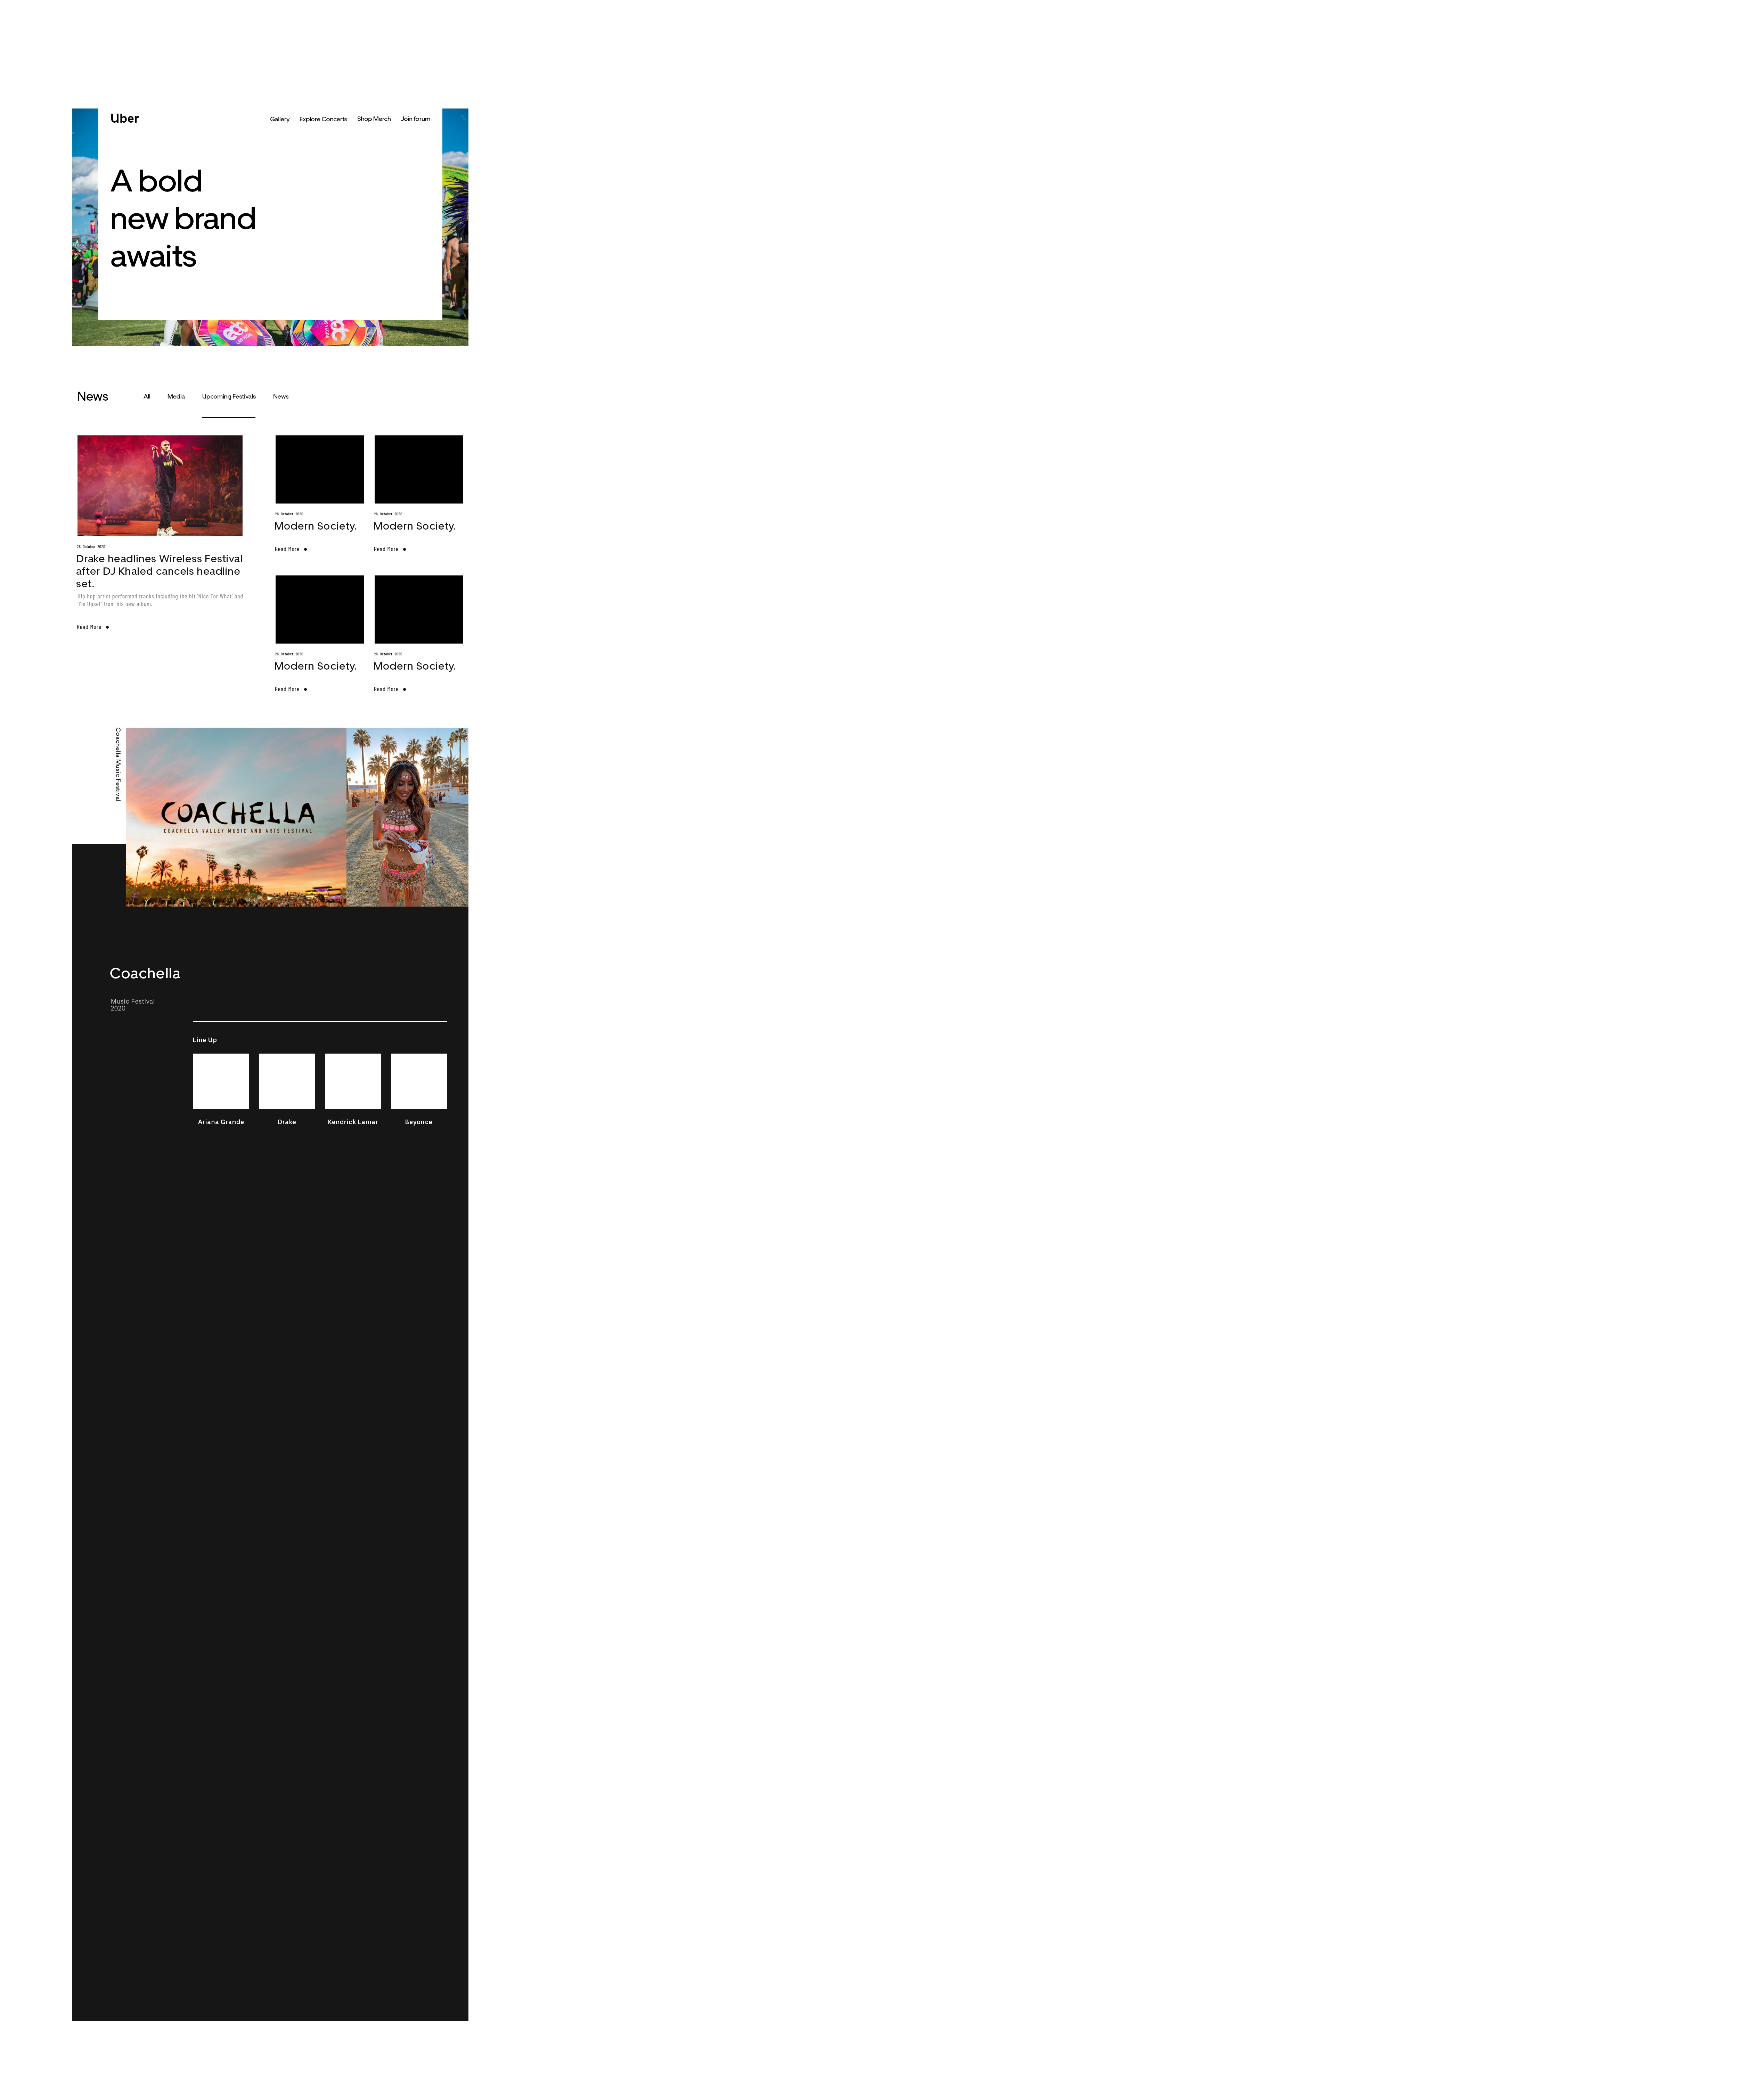 Uber
Gallery
Explore Concerts
Shop Merch
Join forum
A bold
new brand
awaits
News
All
Media
Upcoming Festivals
News
20. October. 2020
Drake headlines Wireless Festival
after DJ Khaled cancels headline
set.
Hip hop artist performed tracks including the hit 'Nice For What' and
'I'm Upset' from his new album.
Read More
20. October. 2020
Modern Society.
Read More
20. October. 2020
Modern Society.
Read More
20. October. 2020
Modern Society.
Read More
20. October. 2020
Modern Society.
Read More
Coachella Music Festival
COACHELLA
COACHELLA VALLEY MUSIC AND ARTS FESTIVAL
Coachella
Music Festival
2020
Line Up
Ariana Grande
Drake
Kendrick Lamar
Beyonce